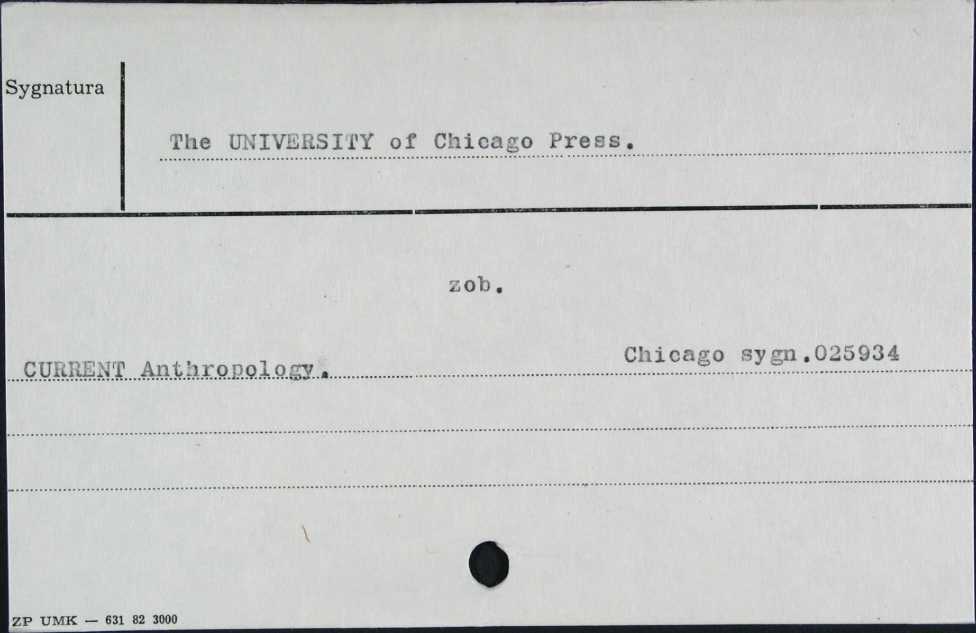 Sygnatura
The UNIVERSITY of Chicago Press.
zob.
CURRENT Anthropology. Chicago sygn.025934
ZP UMK — 631 82 3000